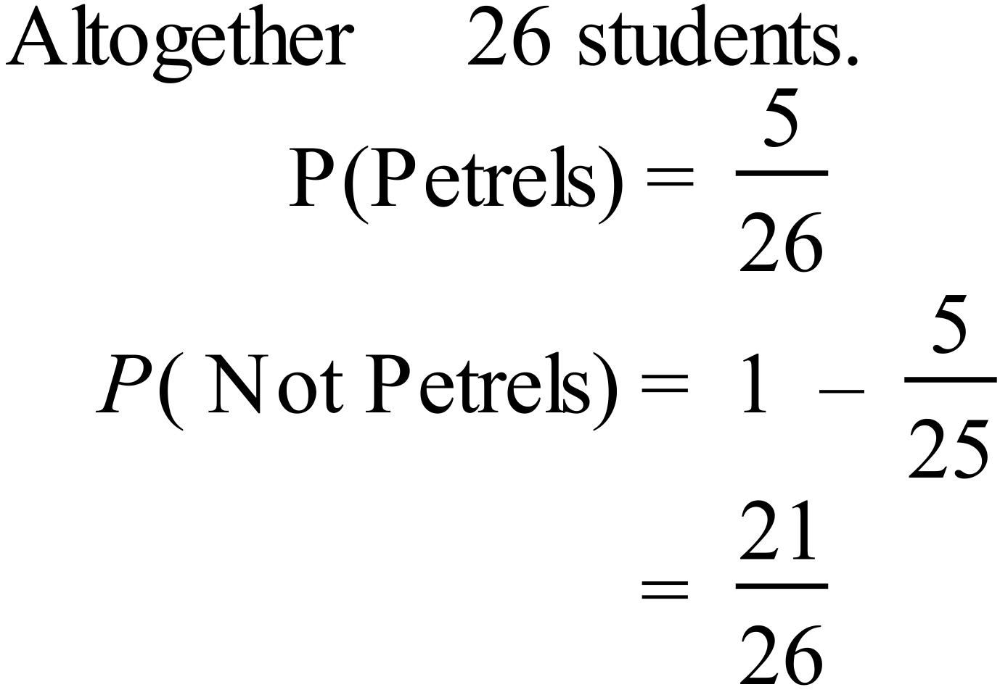 Altogether 26 students.
P(Petrels) = 5/26
P( Not Petrels) = 1 – 5/25
= 21/26